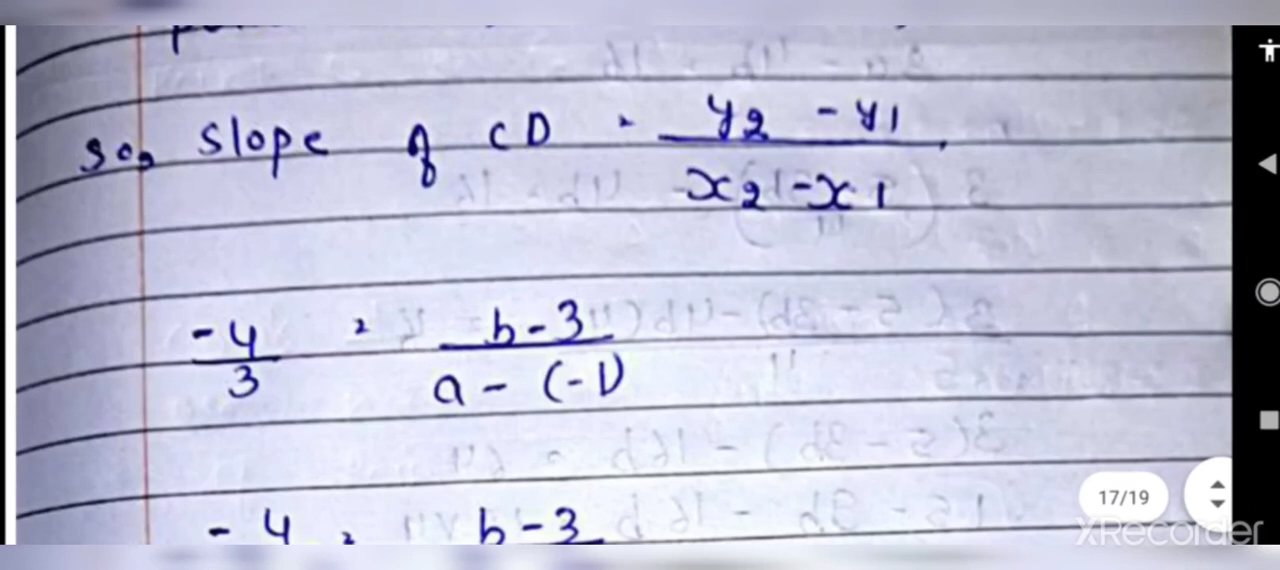 So, slope of CD = y2 - y1 / x2 - x1
-4/3 = b-3 / a - (-1)
-4 = b-3
17/19
XRecorder